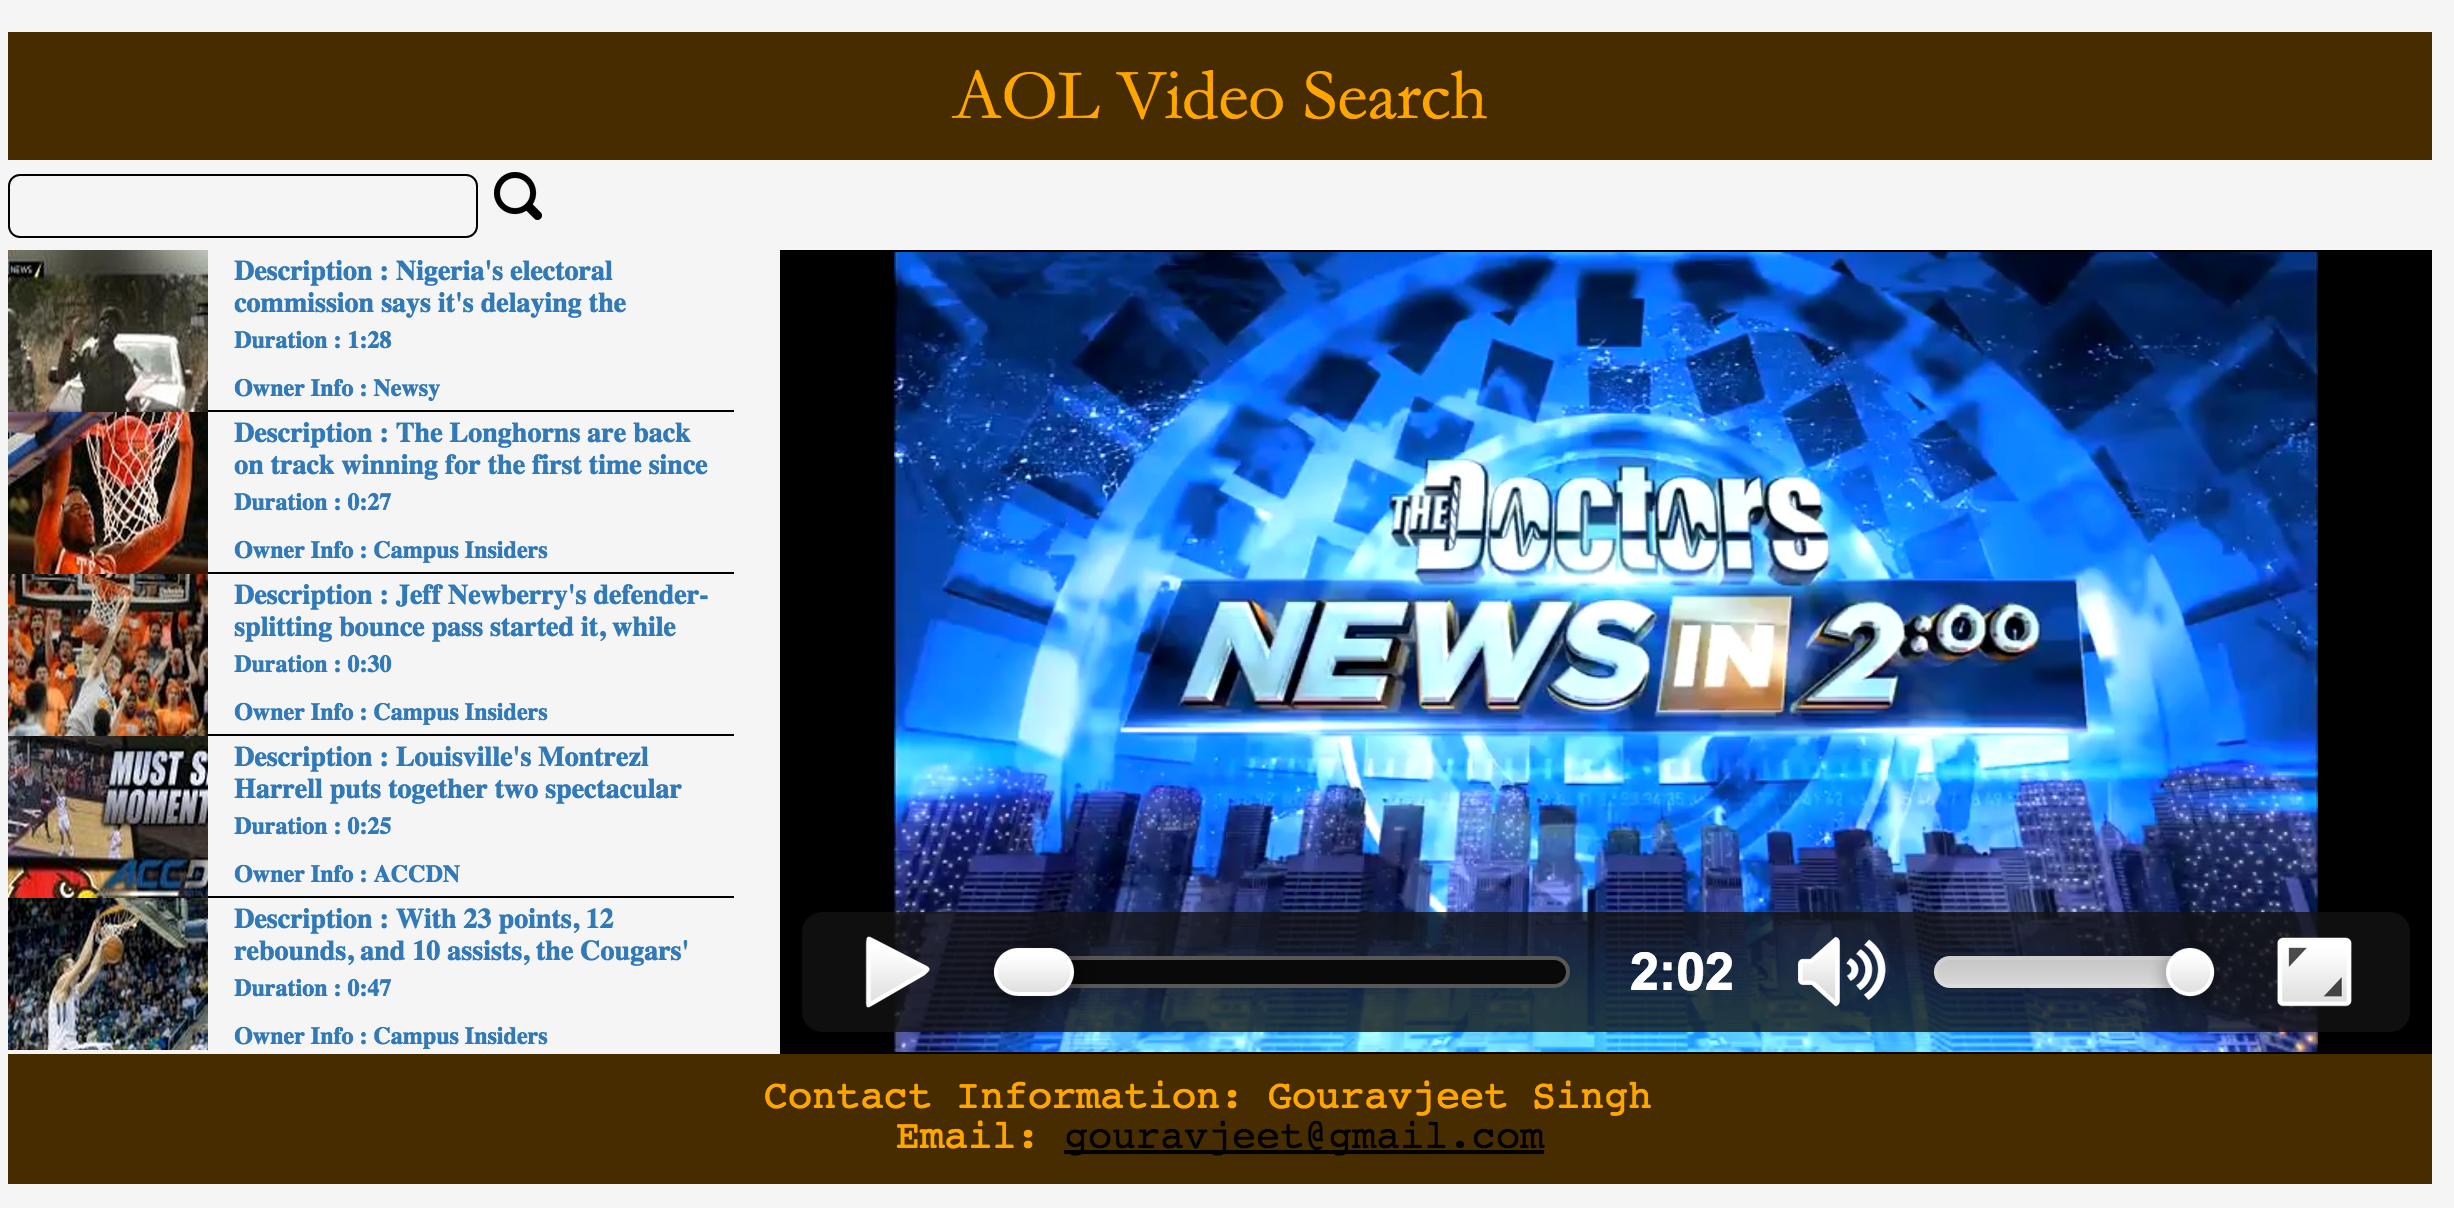 AOL Video Search
NEWS
Description : Nigeria's electoral
commission says it's delaying the
Duration : 1:28
Owner Info : Newsy
Description : The Longhorns are back
on track winning for the first time since
Duration : 0:27
Owner Info : Campus Insiders
Description : Jeff Newberry's defender-
splitting bounce pass started it, while
Duration : 0:30
Owner Info : Campus Insiders
MUST S
MOMENT
ACCD
Description : Louisville's Montrezl
Harrell puts together two spectacular
Duration : 0:25
Owner Info : ACCDN
Description : With 23 points, 12
rebounds, and 10 assists, the Cougars'
Duration : 0:47
Owner Info : Campus Insiders
THE Doctors
NEWS IN 2:00
2:02
Contact Information: Gouravjeet Singh
Email: gouravjeet@gmail.com